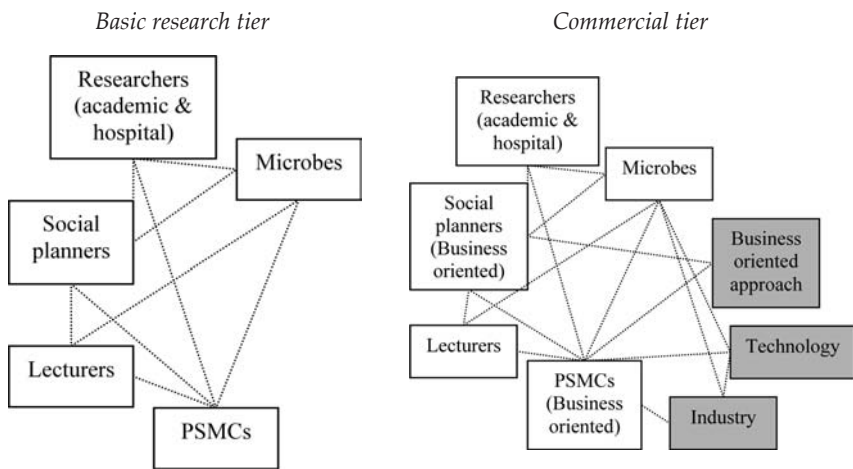 Basic research tier
Researchers
(academic &
hospital)
Microbes
Social
planners
Lecturers
PSMCs
Commercial tier
Researchers
(academic &
hospital)
Microbes
Social
planners
(Business
oriented)
Business
oriented
approach
Lecturers
Technology
PSMCs
(Business
oriented)
Industry